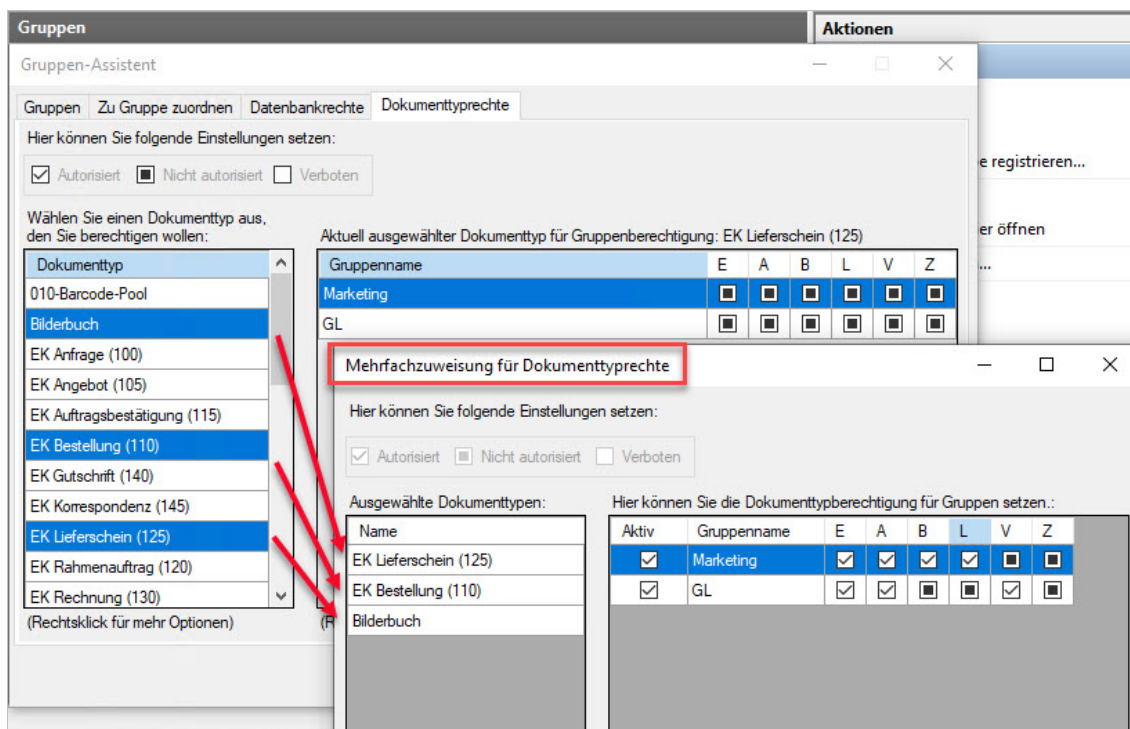 Gruppen
Aktionen
Gruppen-Assistent
Gruppen Zu Gruppe zuordnen Datenbankrechte Dokumenttyprechte
Hier können Sie folgende Einstellungen setzen:
Autorisiert Nicht autorisiert Verboten
e registrieren...
Wählen Sie einen Dokumenttyp aus,
den Sie berechtigen wollen:
Aktuell ausgewählter Dokumenttyp für Gruppenberechtigung: EK Lieferschein (125)
er öffnen
...
Dokumenttyp
010-Barcode-Pool
Bilderbuch
EK Anfrage (100)
EK Angebot (105)
EK Auftragsbestätigung (115)
EK Bestellung (110)
EK Gutschrift (140)
EK Korrespondenz (145)
EK Lieferschein (125)
EK Rahmenauftrag (120)
EK Rechnung (130)
(Rechtsklick für mehr Optionen)
Gruppenname E A B L V Z
Marketing
GL
(R
Mehrfachzuweisung für Dokumenttyprechte
Hier können Sie folgende Einstellungen setzen:
Autorisiert Nicht autorisiert Verboten
Ausgewählte Dokumenttypen:
Name
EK Lieferschein (125)
EK Bestellung (110)
Bilderbuch
Hier können Sie die Dokumenttypberechtigung für Gruppen setzen.:
Aktiv Gruppenname E A B L V Z
Marketing
GL